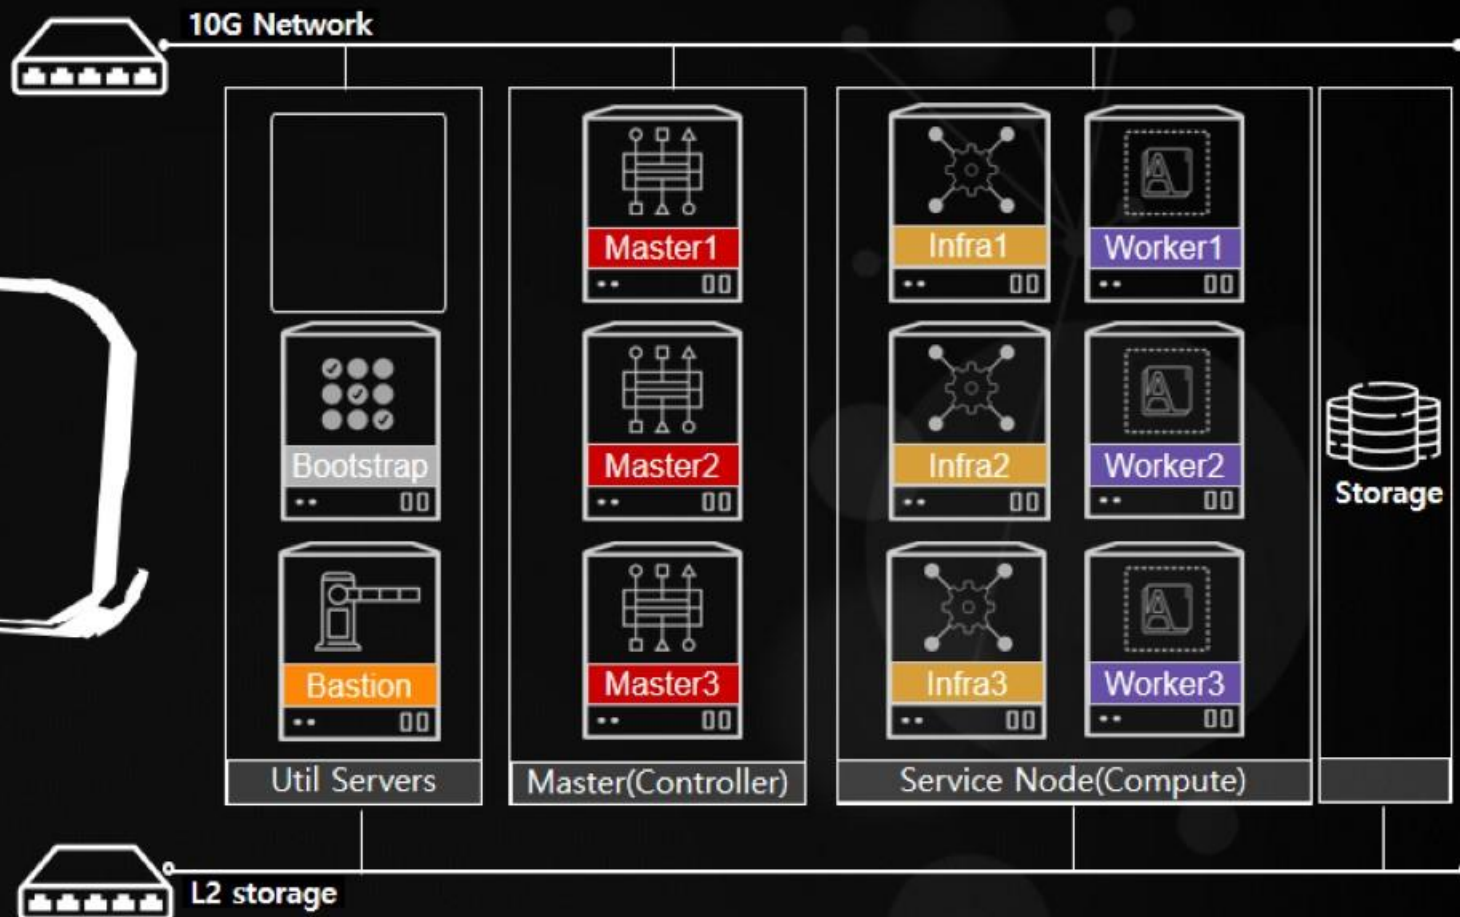 10G Network
Master1
Infra1
Worker1
Bootstrap
Master2
Infra2
Worker2
Storage
Bastion
Master3
Infra3
Worker3
Util Servers
Master(Controller)
Service Node(Compute)
L2 storage